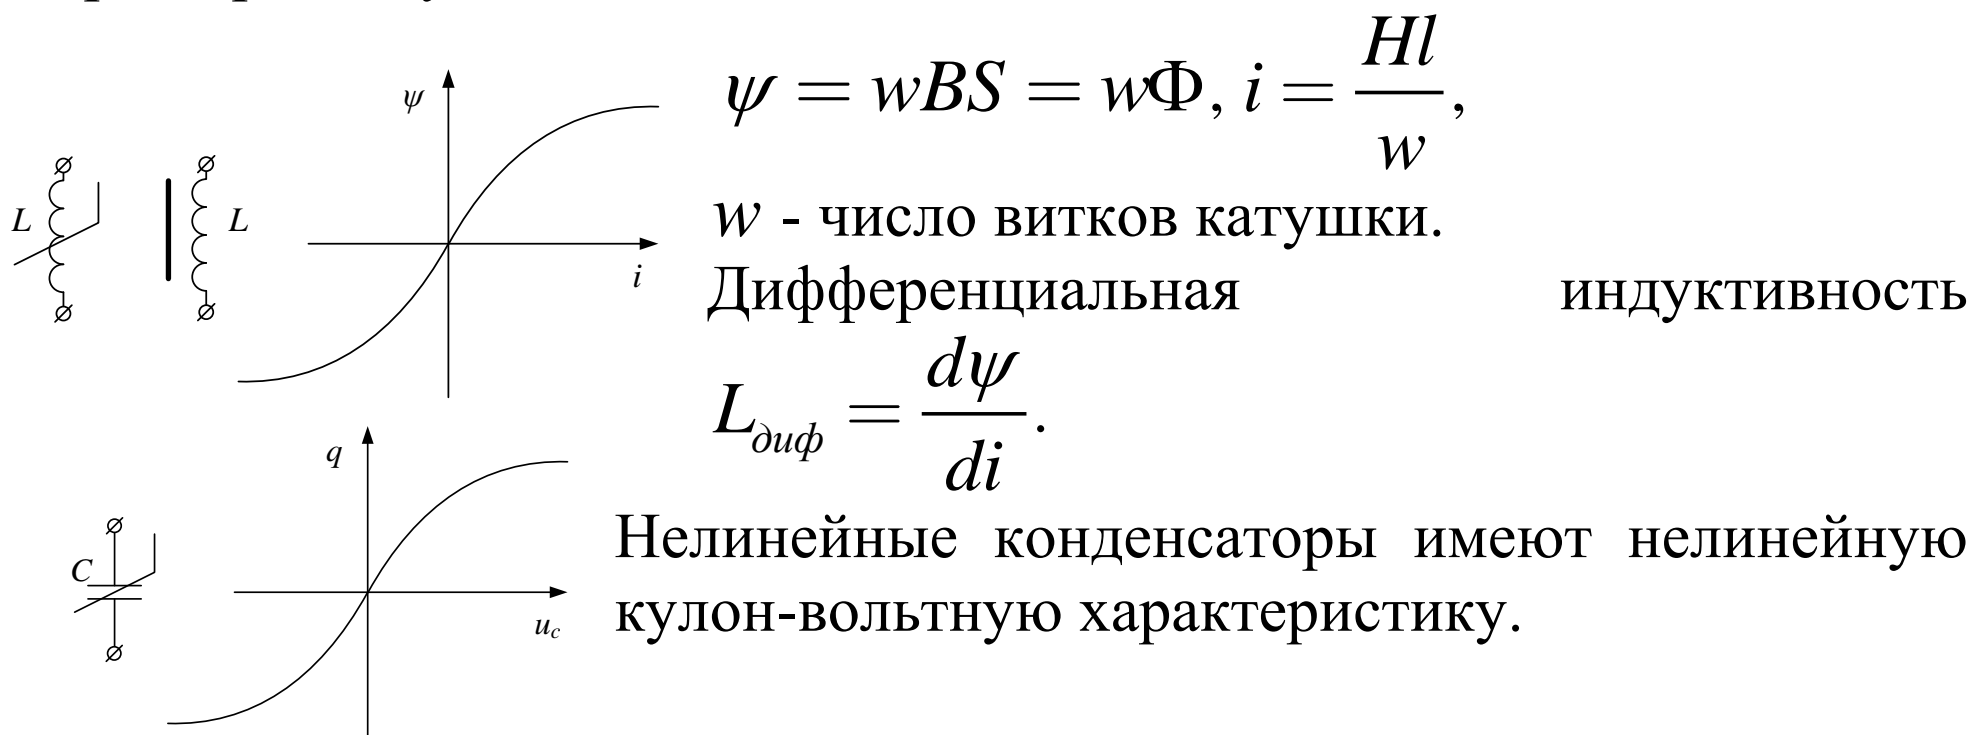 ψ
i
L
L
ψ = wBS = wΦ, i = Hl/w,
w - число витков катушки.
Дифференциальная индуктивность
L_диф = dψ/di.
q
u_c
C
Нелинейные конденсаторы имеют нелинейную
кулон-вольтную характеристику.